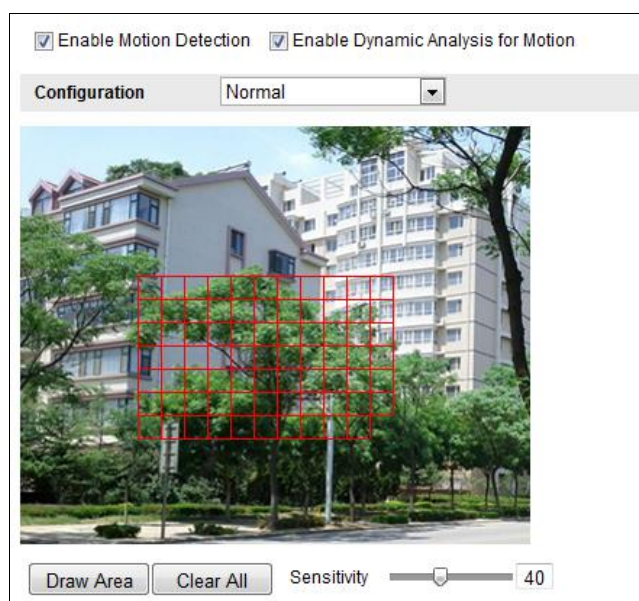 Enable Motion Detection Enable Dynamic Analysis for Motion
Configuration Normal
Draw Area Clear All Sensitivity 40